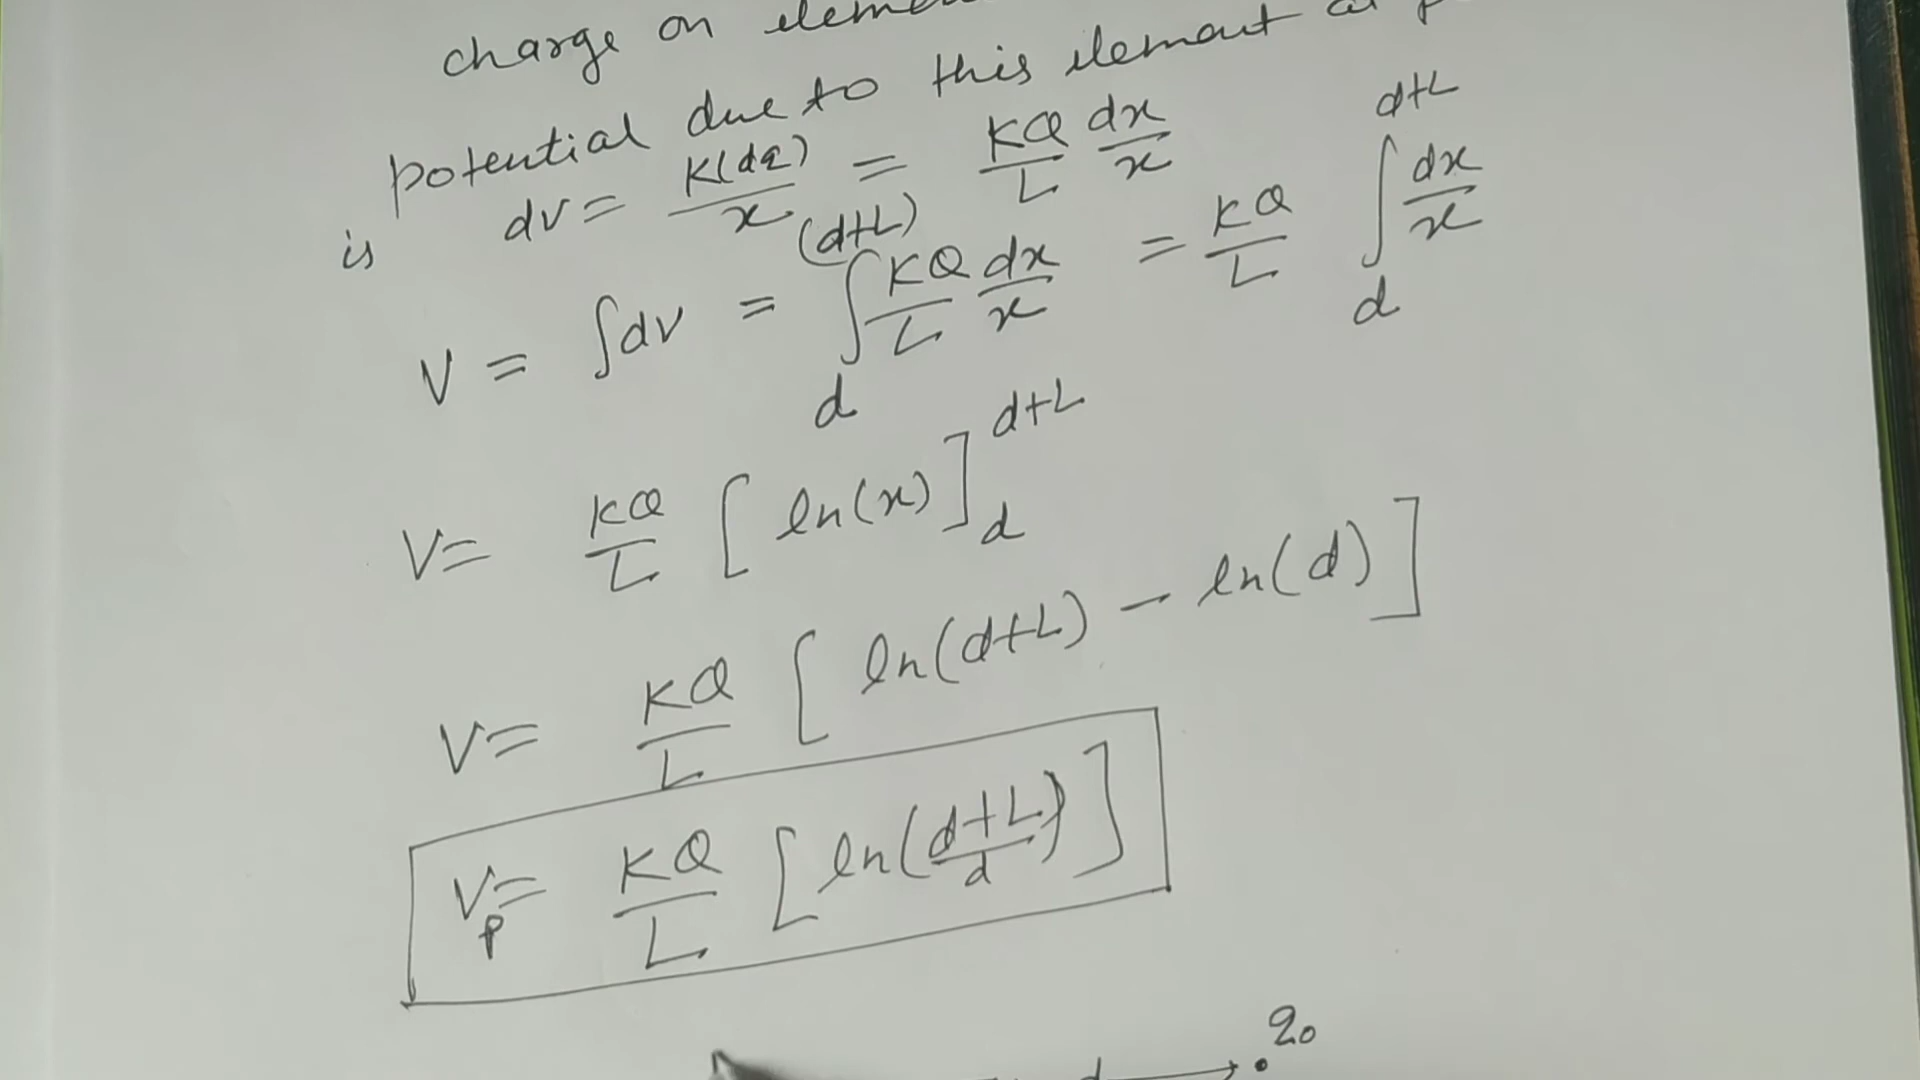 charge on
potential due to this element at
is dv = K(dq)/x = KQ/L dx/x
V = ∫dv = ∫_d^(d+L) KQ/L dx/x = KQ/L ∫_d^d+L dx/x
V = KQ/L [ ln(x) ]_d^d+L
V = KQ/L [ ln(d+L) - ln(d) ]
V_p = KQ/L [ ln(d+L/d) ]
q₀
d